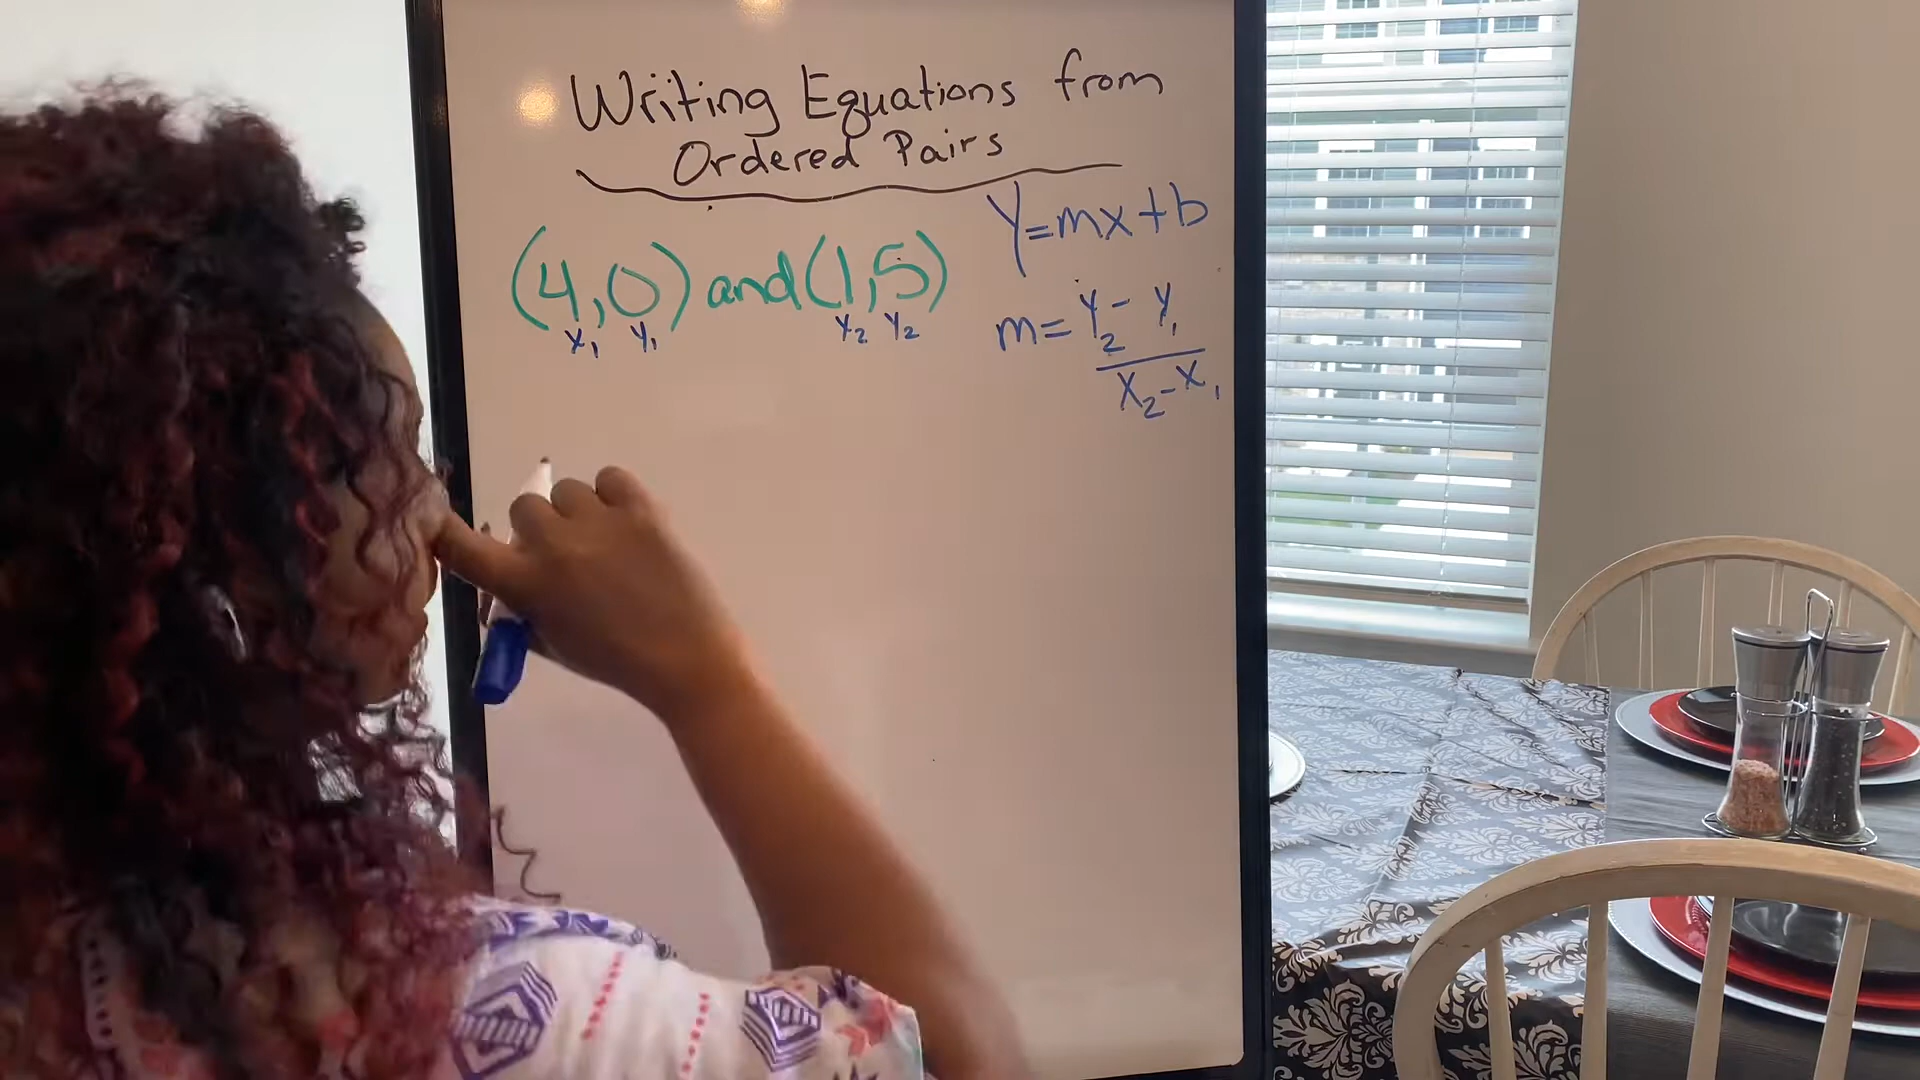 Writing Equations from
Ordered Pairs
(4,0) and (1,5)
x₁ y₁ x₂ y₂
y=mx+b
m= y₂ - y₁
x₂-x₁